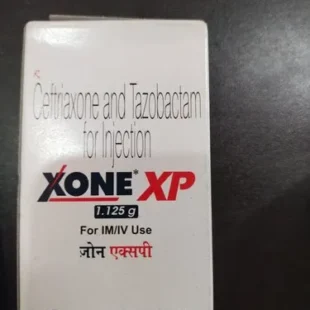 Ceftriaxone and Tazobactam
for Injection
XONE® XP
1.125 g
For IM/IV Use
ज़ोन एक्सपी